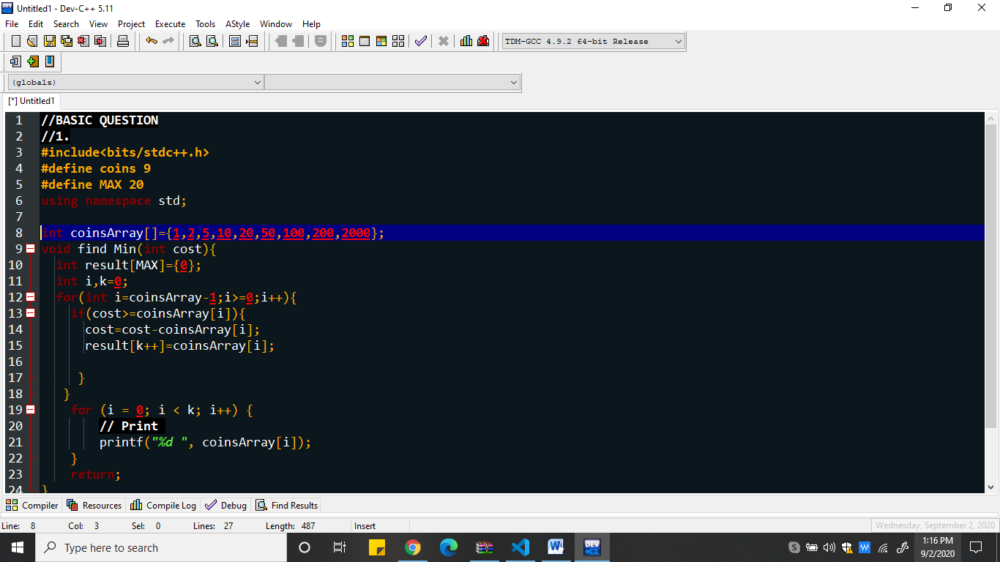 Untitled1 - Dev-C++ 5.11
File Edit Search View Project Execute Tools AStyle Window Help
TDM-GCC 4.9.2 64-bit Release
(globals)
[*] Untitled1
1 //BASIC QUESTION
2 //1.
3 #include<bits/stdc++.h>
4 #define coins 9
5 #define MAX 20
6 using namespace std;
7
8 int coinsArray[]={1,2,5,10,20,50,100,200,2000};
9 void find Min(int cost){
10 int result[MAX]={0};
11 int i,k=0;
12 for(int i=coinsArray-1;i>=0;i++){
13 if(cost>=coinsArray[i]){
14 cost=cost-coinsArray[i];
15 result[k++]=coinsArray[i];
16
17 }
18 }
19 for (i = 0; i < k; i++) {
20 // Print
21 printf("%d ", coinsArray[i]);
22 }
23 return;
24 }
Compiler Resources Compile Log Debug Find Results
Line: 8 Col: 3 Sel: 0 Lines: 27 Length: 487 Insert
Wednesday, September 2, 2020
Type here to search
DEV
1:16 PM
9/2/2020